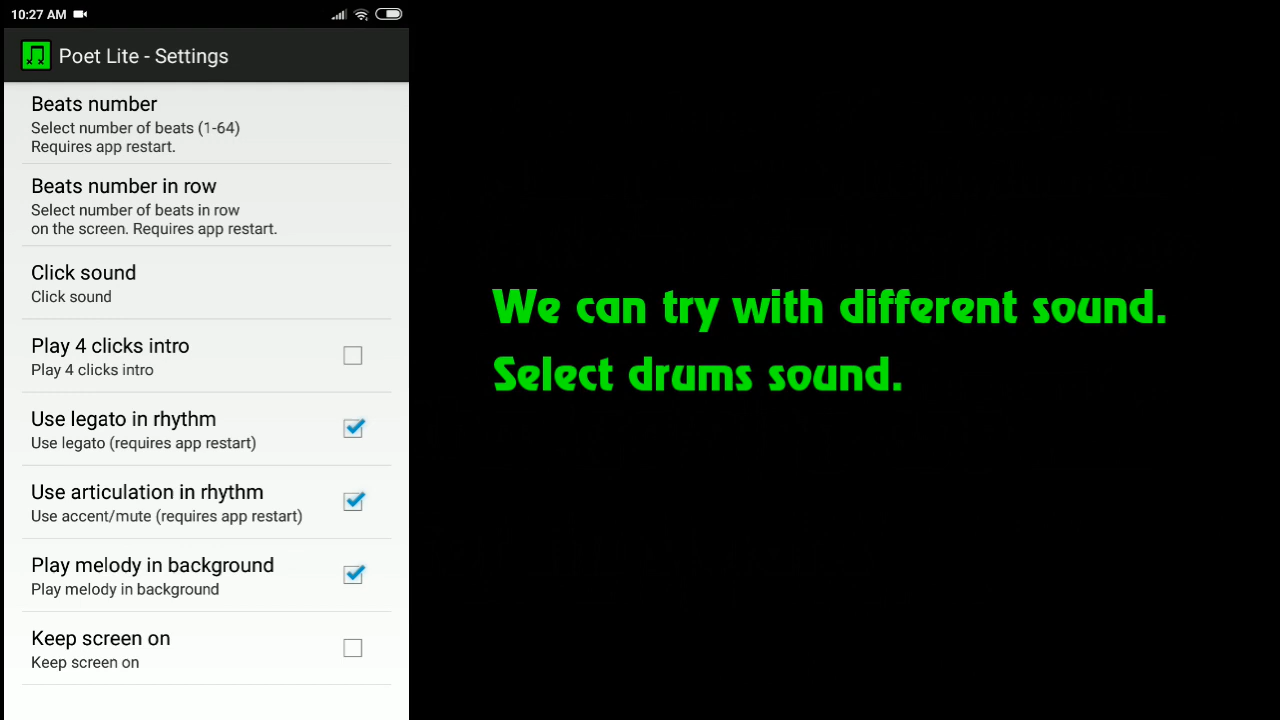 10:27 AM
Poet Lite - Settings
Beats number
Select number of beats (1-64)
Requires app restart.
Beats number in row
Select number of beats in row
on the screen. Requires app restart.
Click sound
Click sound
Play 4 clicks intro
Play 4 clicks intro
Use legato in rhythm
Use legato (requires app restart)
Use articulation in rhythm
Use accent/mute (requires app restart)
Play melody in background
Play melody in background
Keep screen on
Keep screen on
We can try with different sound.
Select drums sound.